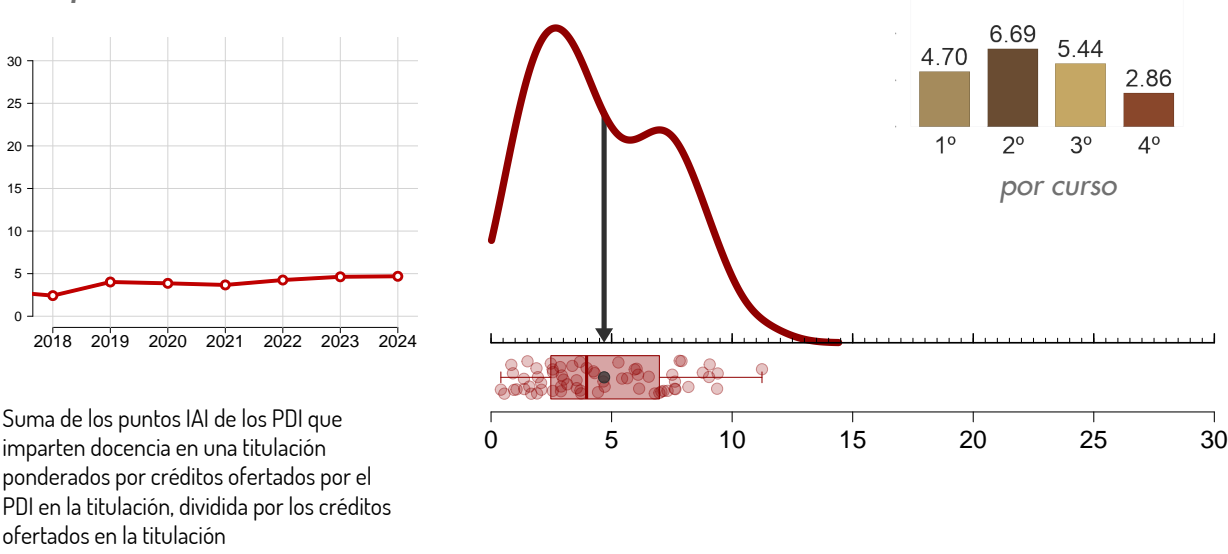 30
25
20
15
10
5
0
2018 2019 2020 2021 2022 2023 2024
Suma de los puntos IAI de los PDI que
imparten docencia en una titulación
ponderados por créditos ofertados por el
PDI en la titulación, dividida por los créditos
ofertados en la titulación
4.70 6.69 5.44 2.86
1º 2º 3º 4º
por curso
0 5 10 15 20 25 30